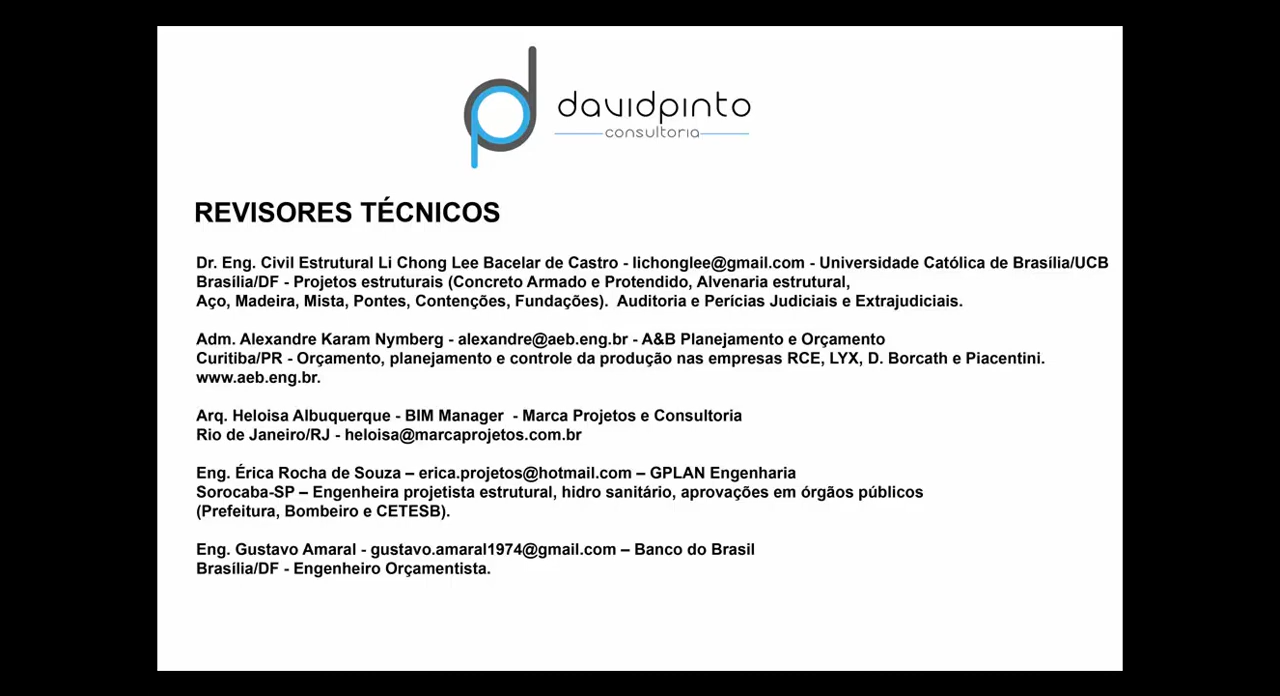 davidpinto
consultoria
REVISORES TÉCNICOS
Dr. Eng. Civil Estrutural Li Chong Lee Bacelar de Castro - lichonglee@gmail.com - Universidade Católica de Brasília/UCB
Brasília/DF - Projetos estruturais (Concreto Armado e Protendido, Alvenaria estrutural,
Aço, Madeira, Mista, Pontes, Contenções, Fundações).  Auditoria e Perícias Judiciais e Extrajudiciais.
Adm. Alexandre Karam Nymberg - alexandre@aeb.eng.br - A&B Planejamento e Orçamento
Curitiba/PR - Orçamento, planejamento e controle da produção nas empresas RCE, LYX, D. Borcath e Piacentini.
www.aeb.eng.br.
Arq. Heloisa Albuquerque - BIM Manager  - Marca Projetos e Consultoria
Rio de Janeiro/RJ - heloisa@marcaprojetos.com.br
Eng. Érica Rocha de Souza – erica.projetos@hotmail.com – GPLAN Engenharia
Sorocaba-SP – Engenheira projetista estrutural, hidro sanitário, aprovações em órgãos públicos
(Prefeitura, Bombeiro e CETESB).
Eng. Gustavo Amaral - gustavo.amaral1974@gmail.com – Banco do Brasil
Brasília/DF - Engenheiro Orçamentista.